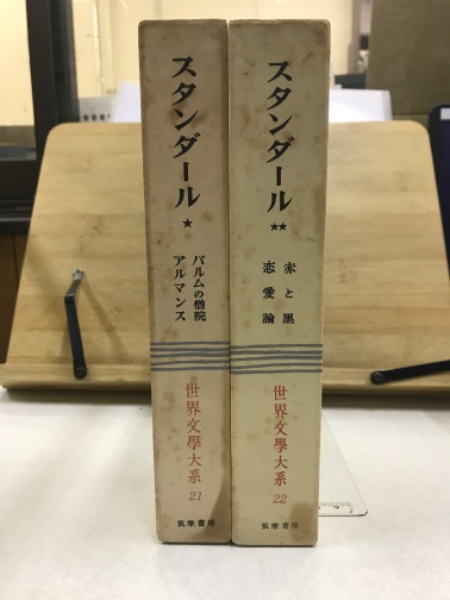 スタンダール ★
パルムの僧院
アルマンス
世界文學大系
21
筑摩書房
スタンダール ★★
赤と黒
恋愛論
世界文學大系
22
筑摩書房